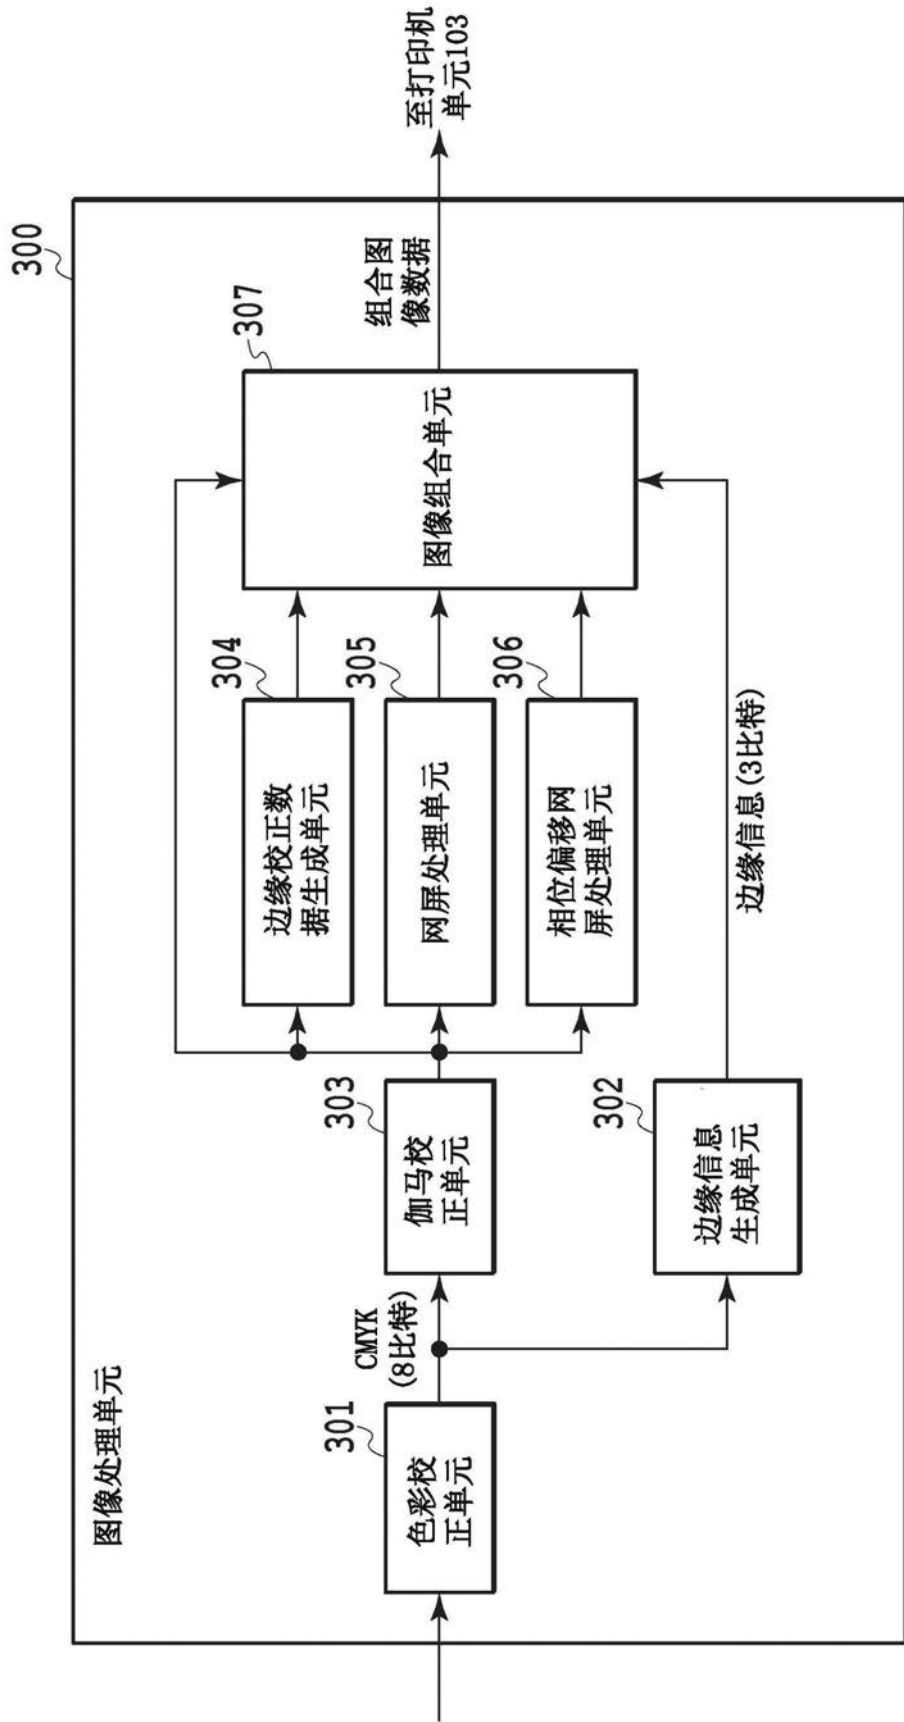 300
图像处理单元
301
色彩校
正单元
CMYK
(8比特)
303
伽马校
正单元
302
边缘信息
生成单元
304
边缘校正数
据生成单元
305
网屏处理单元
306
相位偏移网
屏处理单元
边缘信息(3比特)
307
图像组合单元
组合图
像数据
至打印机
单元103